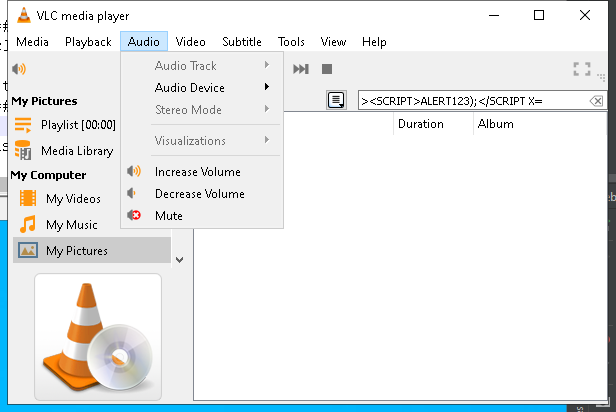 VLC media player
Media Playback Audio Video Subtitle Tools View Help
Audio Track
Audio Device
Stereo Mode
Visualizations
Increase Volume
Decrease Volume
Mute
My Pictures
Playlist [00:00]
Media Library
My Computer
My Videos
My Music
My Pictures
><SCRIPT>ALERT123);</SCRIPT X=
Duration Album